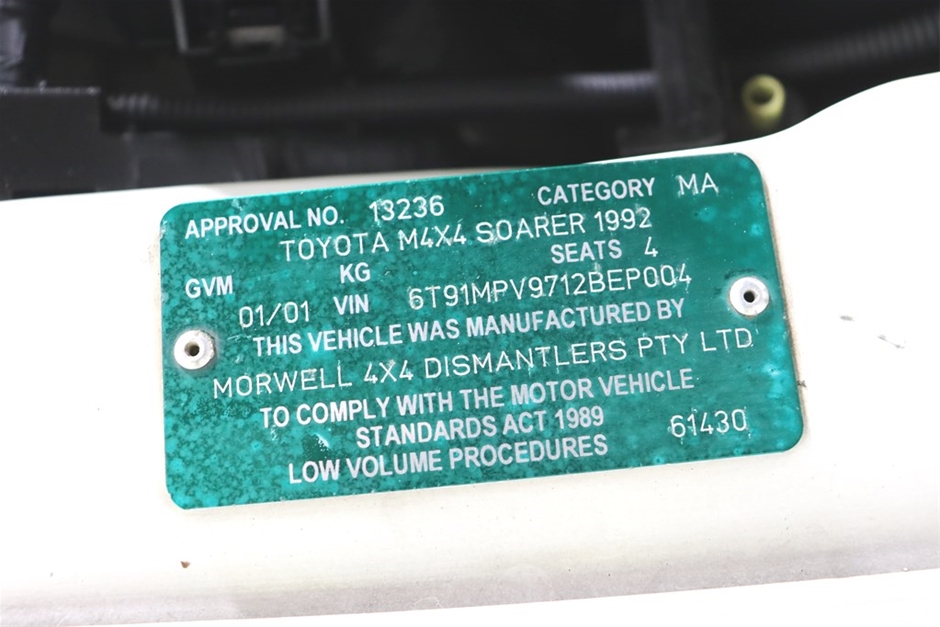 APPROVAL NO. 13236 CATEGORY MA
TOYOTA M4X4 SOARER 1992
GVM KG SEATS 4
01/01 VIN 6T91MPV9712BEP004
THIS VEHICLE WAS MANUFACTURED BY
MORWELL 4X4 DISMANTLERS PTY LTD
TO COMPLY WITH THE MOTOR VEHICLE
STANDARDS ACT 1989 61430
LOW VOLUME PROCEDURES